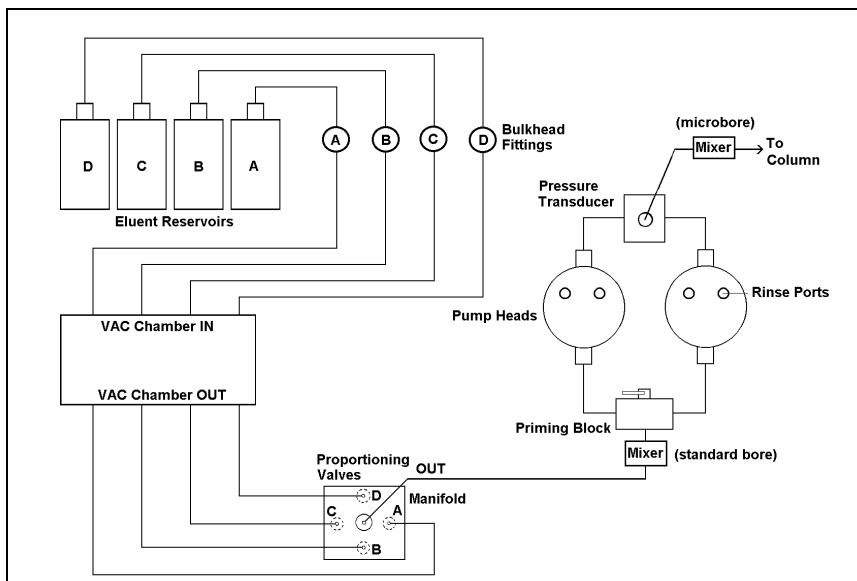 D
C
B
A
Eluent Reservoirs
A
B
C
D
Bulkhead
Fittings
(microbore)
Mixer
To
Column
Pressure
Transducer
Pump Heads
Rinse Ports
VAC Chamber IN
VAC Chamber OUT
Priming Block
Mixer
(standard bore)
Proportioning
Valves
OUT
Manifold
D
C
A
B